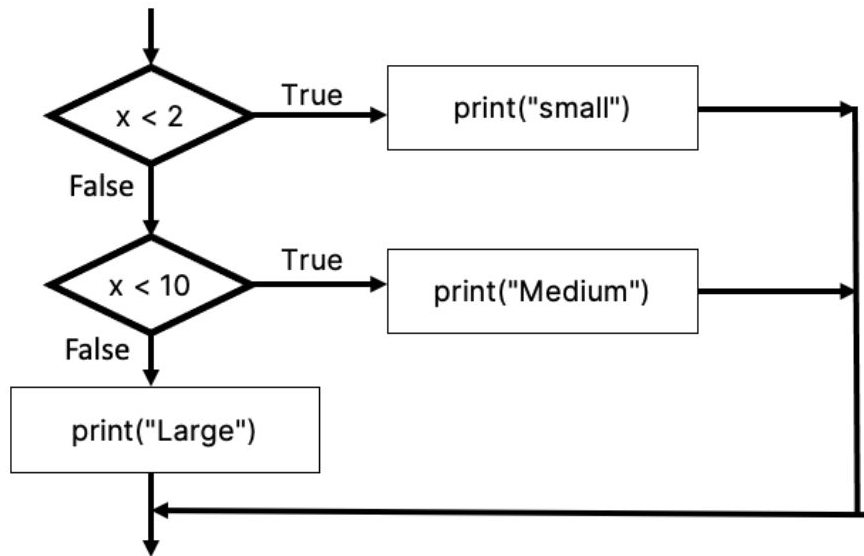 True
x < 2
print("small")
False
True
x < 10
print("Medium")
False
print("Large")